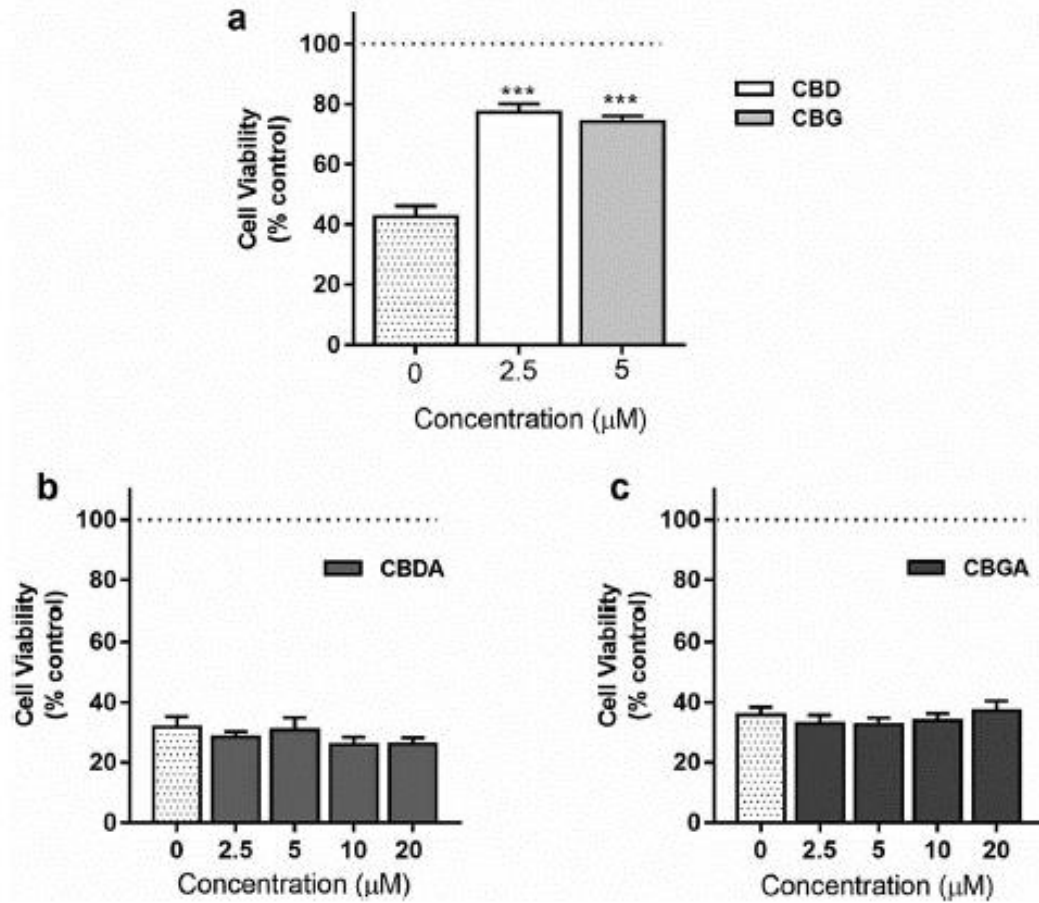 a
100
80
60
40
20
0
Cell Viability
(% control)
***
***
0 2.5 5
Concentration (μM)
CBD
CBG
b
100
80
60
40
20
0
Cell Viability
(% control)
CBDA
0 2.5 5 10 20
Concentration (μM)
c
100
80
60
40
20
0
Cell Viability
(% control)
CBGA
0 2.5 5 10 20
Concentration (μM)